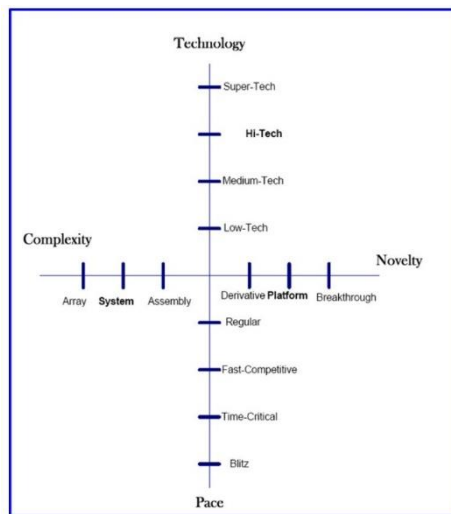 Technology
Super-Tech
Hi-Tech
Medium-Tech
Low-Tech
Complexity
Novelty
Array System Assembly Derivative Platform Breakthrough
Regular
Fast-Competitive
Time-Critical
Blitz
Pace